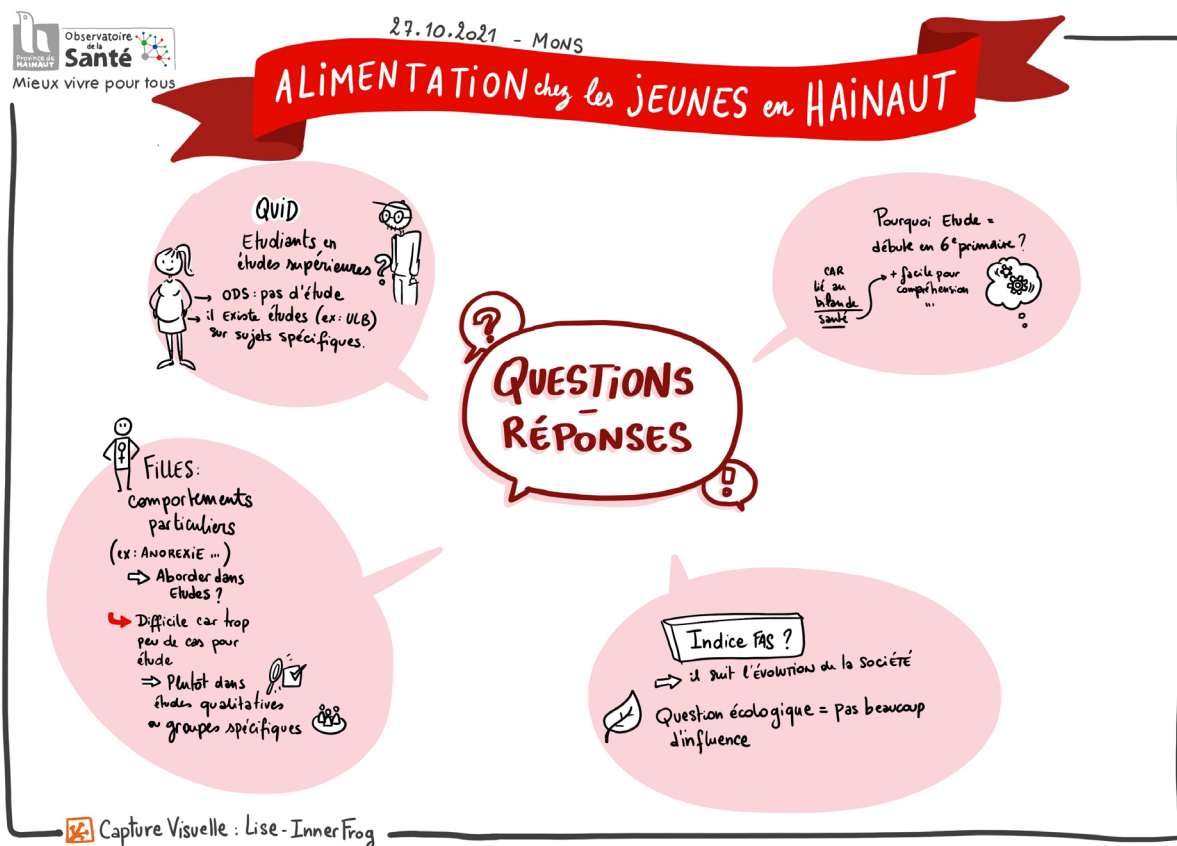 Province de
HAINAUT
Observatoire
de la
Santé
Mieux vivre pour tous
27.10.2021 - MONS
ALIMENTATION chez les JEUNES en HAINAUT
QUID
Etudiants en
études supérieures ?
→ ODS : pas d'étude
→ il Existe études (ex : ULB)
sur sujets spécifiques.
Pourquoi Etude =
débute en 6e primaire ?
CAR
lié au
bilan de
santé
+ facile pour
compréhension
...
?
QUESTIONS
-
RÉPONSES
!
FILLES :
comportements
particuliers
(ex : ANOREXIE ...)
⇒ Aborder dans
Etudes ?
↳ Difficile car trop
peu de cas pour
étude
⇒ Plutôt dans
études qualitatives
ou groupes spécifiques
Indice FAS ?
⇒ il suit l'évolution de la SOCIÉTÉ
Question écologique = pas beaucoup
d'influence
Capture Visuelle : Lise - InnerFrog